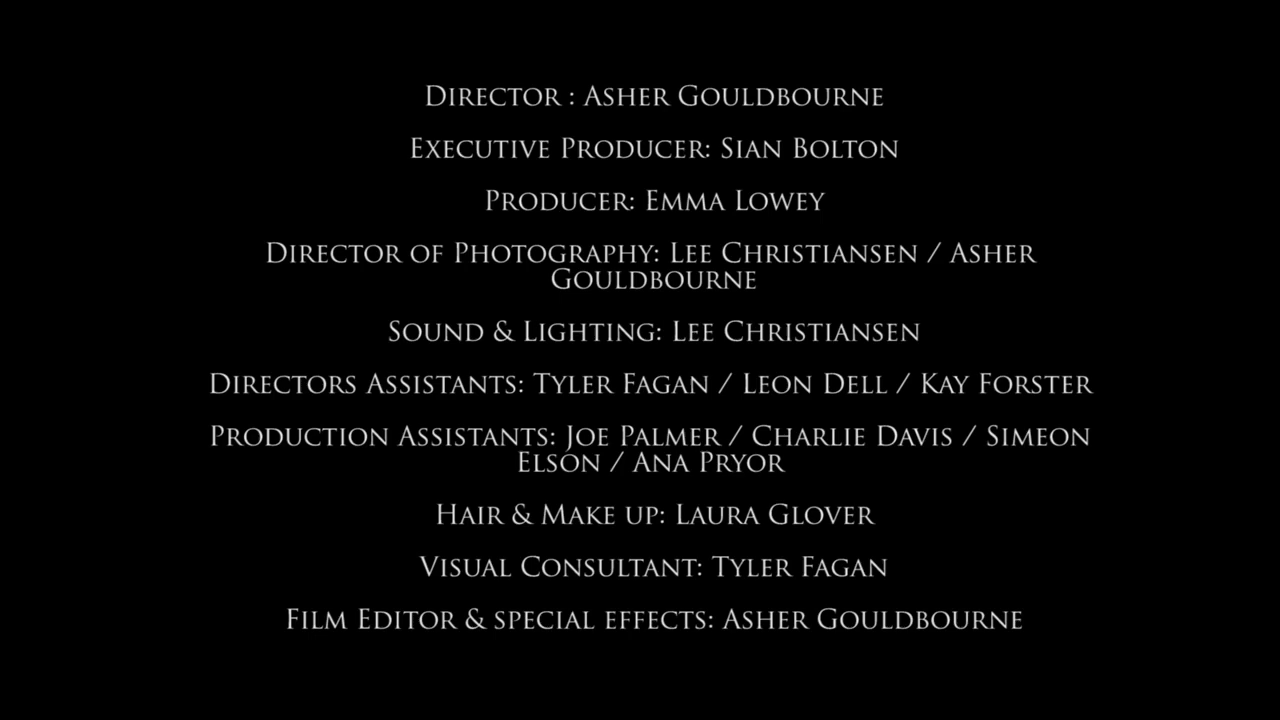 Director : Asher Gouldbourne
Executive Producer: Sian Bolton
Producer: Emma Lowey
Director of Photography: Lee Christiansen / Asher
Gouldbourne
Sound & Lighting: Lee Christiansen
Directors Assistants: Tyler Fagan / Leon Dell / Kay Forster
Production Assistants: Joe Palmer / Charlie Davis / Simeon
Elson / Ana Pryor
Hair & Make up: Laura Glover
Visual Consultant: Tyler Fagan
Film Editor & special effects: Asher Gouldbourne